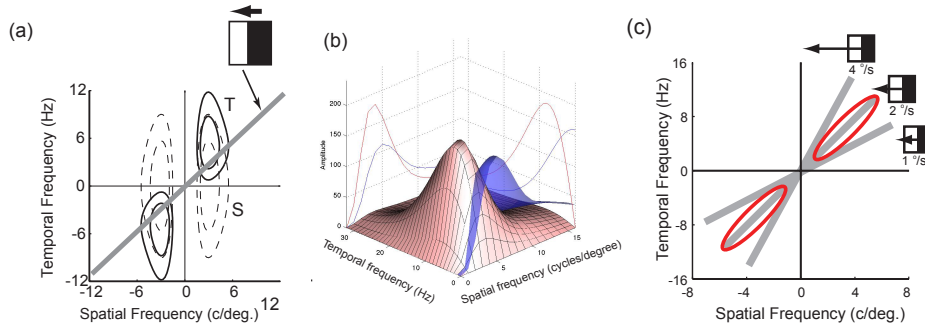 (a)
Temporal Frequency (Hz)
12
6
0
-6
-12
T
S
-12
-6
0
6
12
Spatial Frequency (c/deg.)
(b)
Amplitude
200
150
100
50
0
30
20
10
0
0
5
10
15
Temporal frequency (Hz)
Spatial frequency (cycles/degree)
(c)
Temporal Frequency (Hz)
16
8
0
-8
-16
4 °/s
2 °/s
1 °/s
-8
-4
0
4
8
Spatial Frequency (c/deg.)